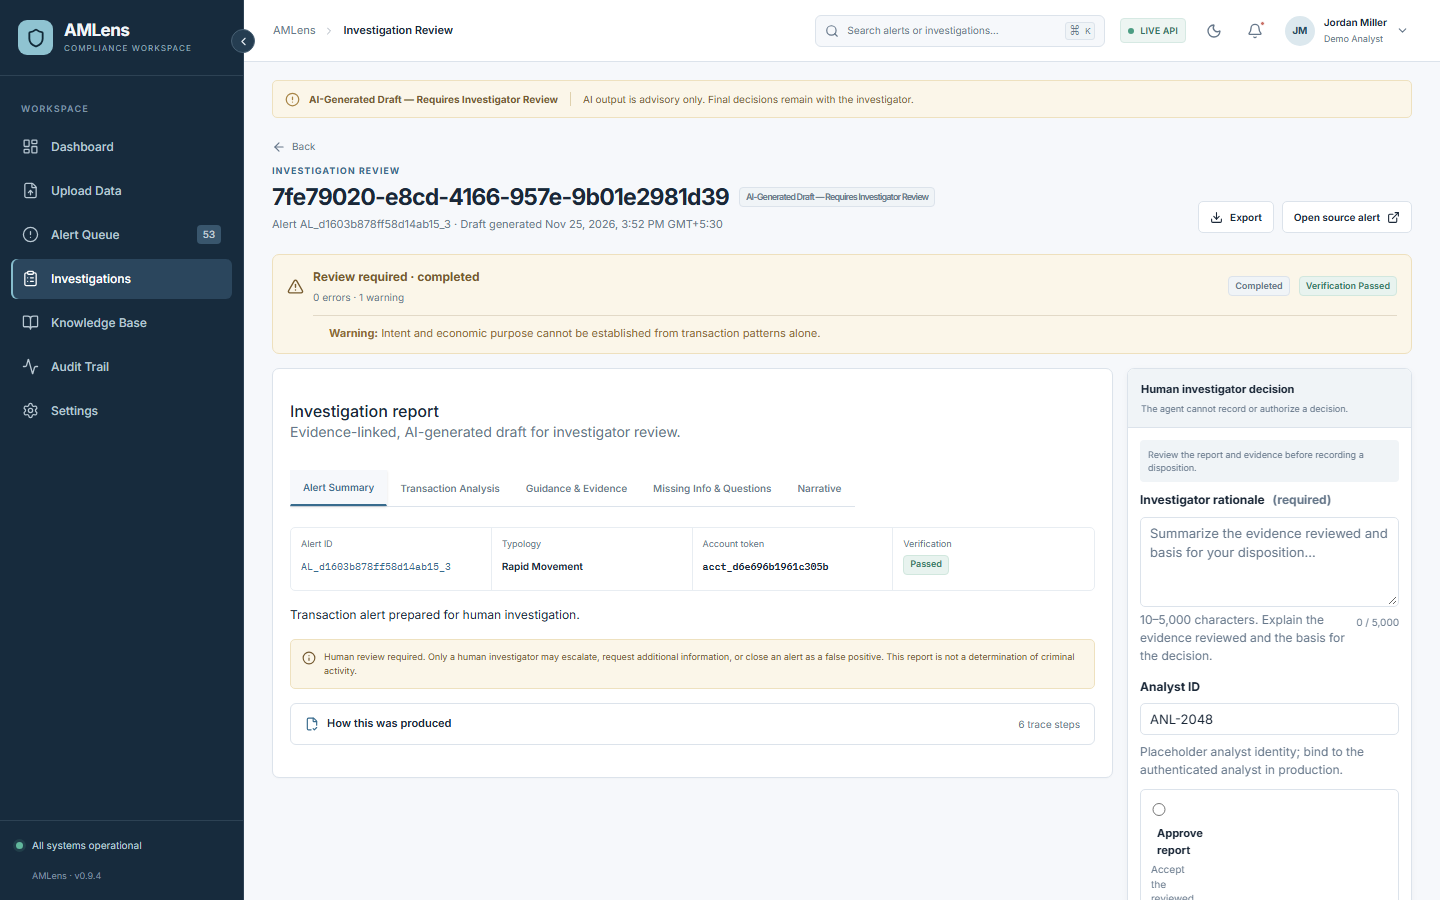 AMLens
COMPLIANCE WORKSPACE
WORKSPACE
Dashboard
Upload Data
Alert Queue 53
Investigations
Knowledge Base
Audit Trail
Settings
All systems operational
AMLens · v0.9.4
AMLens Investigation Review
Search alerts or investigations... ⌘ K
LIVE API
JM
Jordan Miller
Demo Analyst
AI-Generated Draft — Requires Investigator Review AI output is advisory only. Final decisions remain with the investigator.
Back
INVESTIGATION REVIEW
7fe79020-e8cd-4166-957e-9b01e2981d39 AI-Generated Draft — Requires Investigator Review
Alert AL_d1603b878ff58d14ab15_3 · Draft generated Nov 25, 2026, 3:52 PM GMT+5:30
Export
Open source alert
Review required · completed
0 errors · 1 warning
Completed
Verification Passed
Warning: Intent and economic purpose cannot be established from transaction patterns alone.
Investigation report
Evidence-linked, AI-generated draft for investigator review.
Alert Summary Transaction Analysis Guidance & Evidence Missing Info & Questions Narrative
Alert ID Typology Account token Verification
AL_d1603b878ff58d14ab15_3 Rapid Movement acct_d6e696b1961c305b Passed
Transaction alert prepared for human investigation.
Human review required. Only a human investigator may escalate, request additional information, or close an alert as a false positive. This report is not a determination of criminal
activity.
How this was produced 6 trace steps
Human investigator decision
The agent cannot record or authorize a decision.
Review the report and evidence before recording a
disposition.
Investigator rationale (required)
Summarize the evidence reviewed and
basis for your disposition...
10–5,000 characters. Explain the
evidence reviewed and the basis for
the decision.
0 / 5,000
Analyst ID
ANL-2048
Placeholder analyst identity; bind to the
authenticated analyst in production.
Approve
report
Accept
the
reviewed